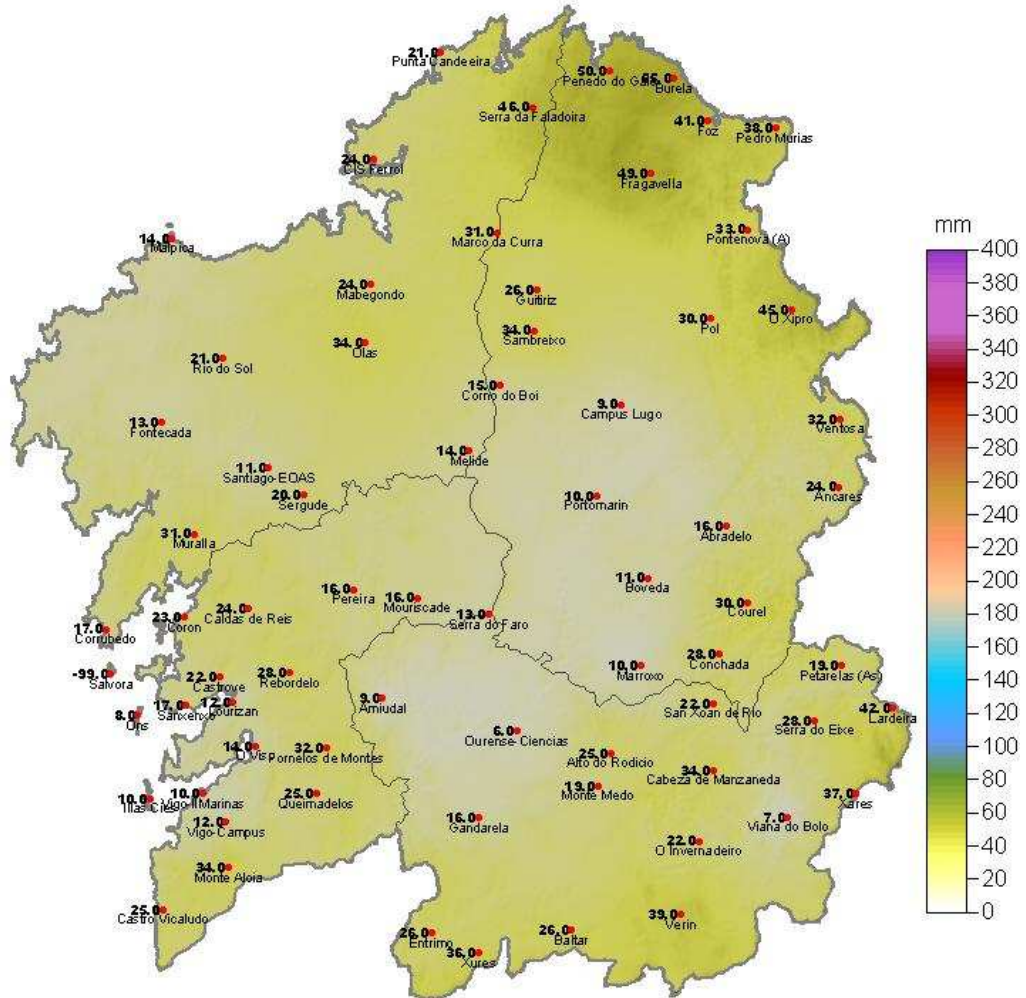 21.0
Punta Candeeira
50.0
Penedo do Galo
65.0
Burela
46.0
Serra da Faladoira
41.0
Foz
38.0
Pedro Murias
24.0
CIS Ferrol
49.0
Fragavella
14.0
Malpica
31.0
Marco da Curra
33.0
Pontenova (A)
mm
400
380
360
340
320
300
280
260
240
220
200
180
160
140
120
100
80
60
40
20
0
24.0
Mabegondo
26.0
Guitiriz
34.0
Sambreixo
30.0
Pol
45.0
O Xipro
34.0
Olas
21.0
Rio do Sol
15.0
Corno do Boi
9.0
Campus Lugo
13.0
Fontecada
32.0
Ventosa
14.0
Melide
11.0
Santiago-EOAS
20.0
Sergude
10.0
Portomarin
24.0
Ancares
31.0
Muralla
16.0
Abradelo
16.0
Pereira
16.0
Mouriscade
11.0
Boveda
24.0
Caldas de Reis
23.0
Coron
13.0
Serra do Faro
30.0
Courel
17.0
Corrubedo
-99.0
Salvora
22.0
Castrove
28.0
Rebordelo
10.0
Marroxo
28.0
Conchada
19.0
Petarelas (As)
8.0
Ons
17.0
Sanxenxo
12.0
Lourizan
9.0
Amiudal
22.0
San Xoan de Rio
42.0
Lardeira
28.0
Serra do Eixe
6.0
Ourense-Ciencias
14.0
O Viso
32.0
Fornelos de Montes
25.0
Alto do Rodicio
34.0
Cabeza de Manzaneda
10.0
Illas Cies
10.0
Vigo II Marinas
25.0
Queimadelos
19.0
Monte Medo
37.0
Xares
12.0
Vigo-Campus
16.0
Gandarela
7.0
Viana do Bolo
22.0
O Invernadeiro
34.0
Monte Aloia
25.0
Castro Vicaludo
39.0
Verin
26.0
Entrimo
26.0
Baltar
36.0
Xures